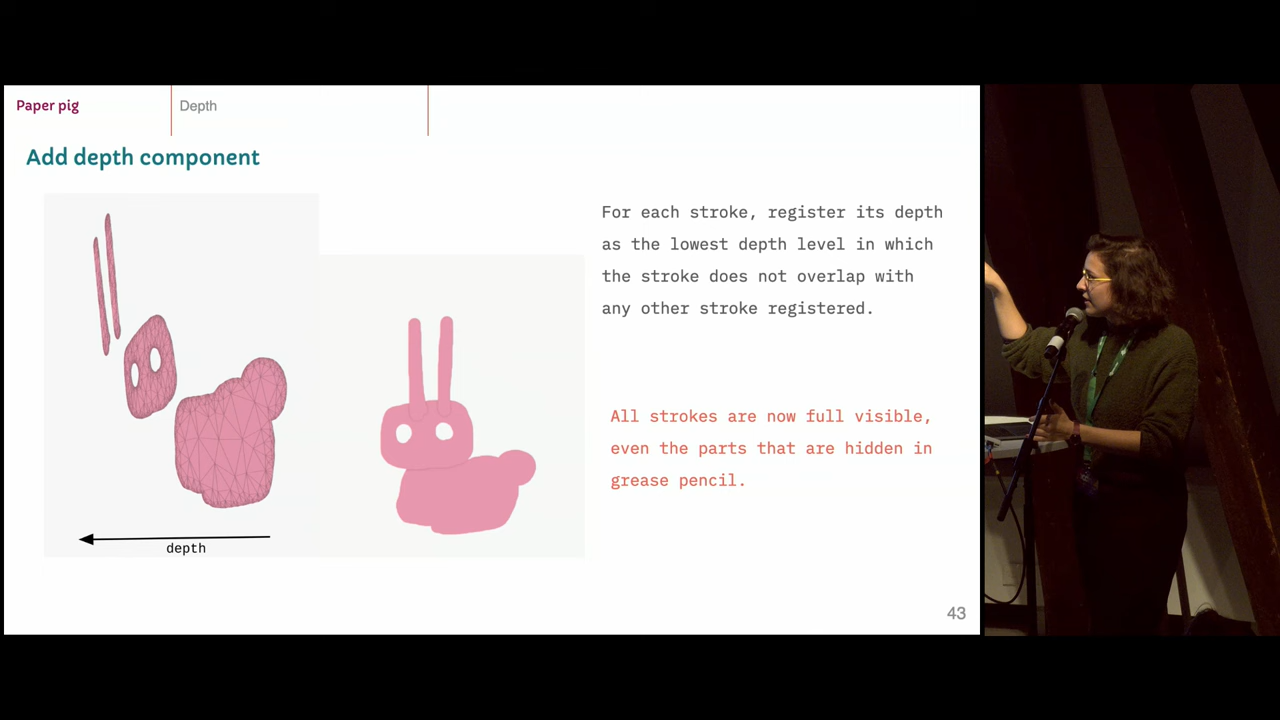 Paper pig
Depth
Add depth component
For each stroke, register its depth
as the lowest depth level in which
the stroke does not overlap with
any other stroke registered.
All strokes are now full visible,
even the parts that are hidden in
grease pencil.
depth
43